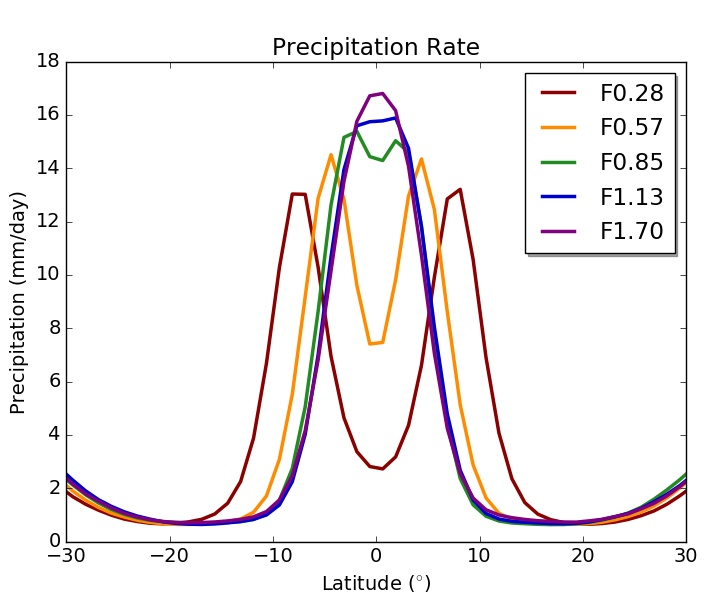 Precipitation Rate
18
16
14
12
10
8
6
4
2
0
Precipitation (mm/day)
F0.28
F0.57
F0.85
F1.13
F1.70
−30 −20 −10 0 10 20 30
Latitude (°)